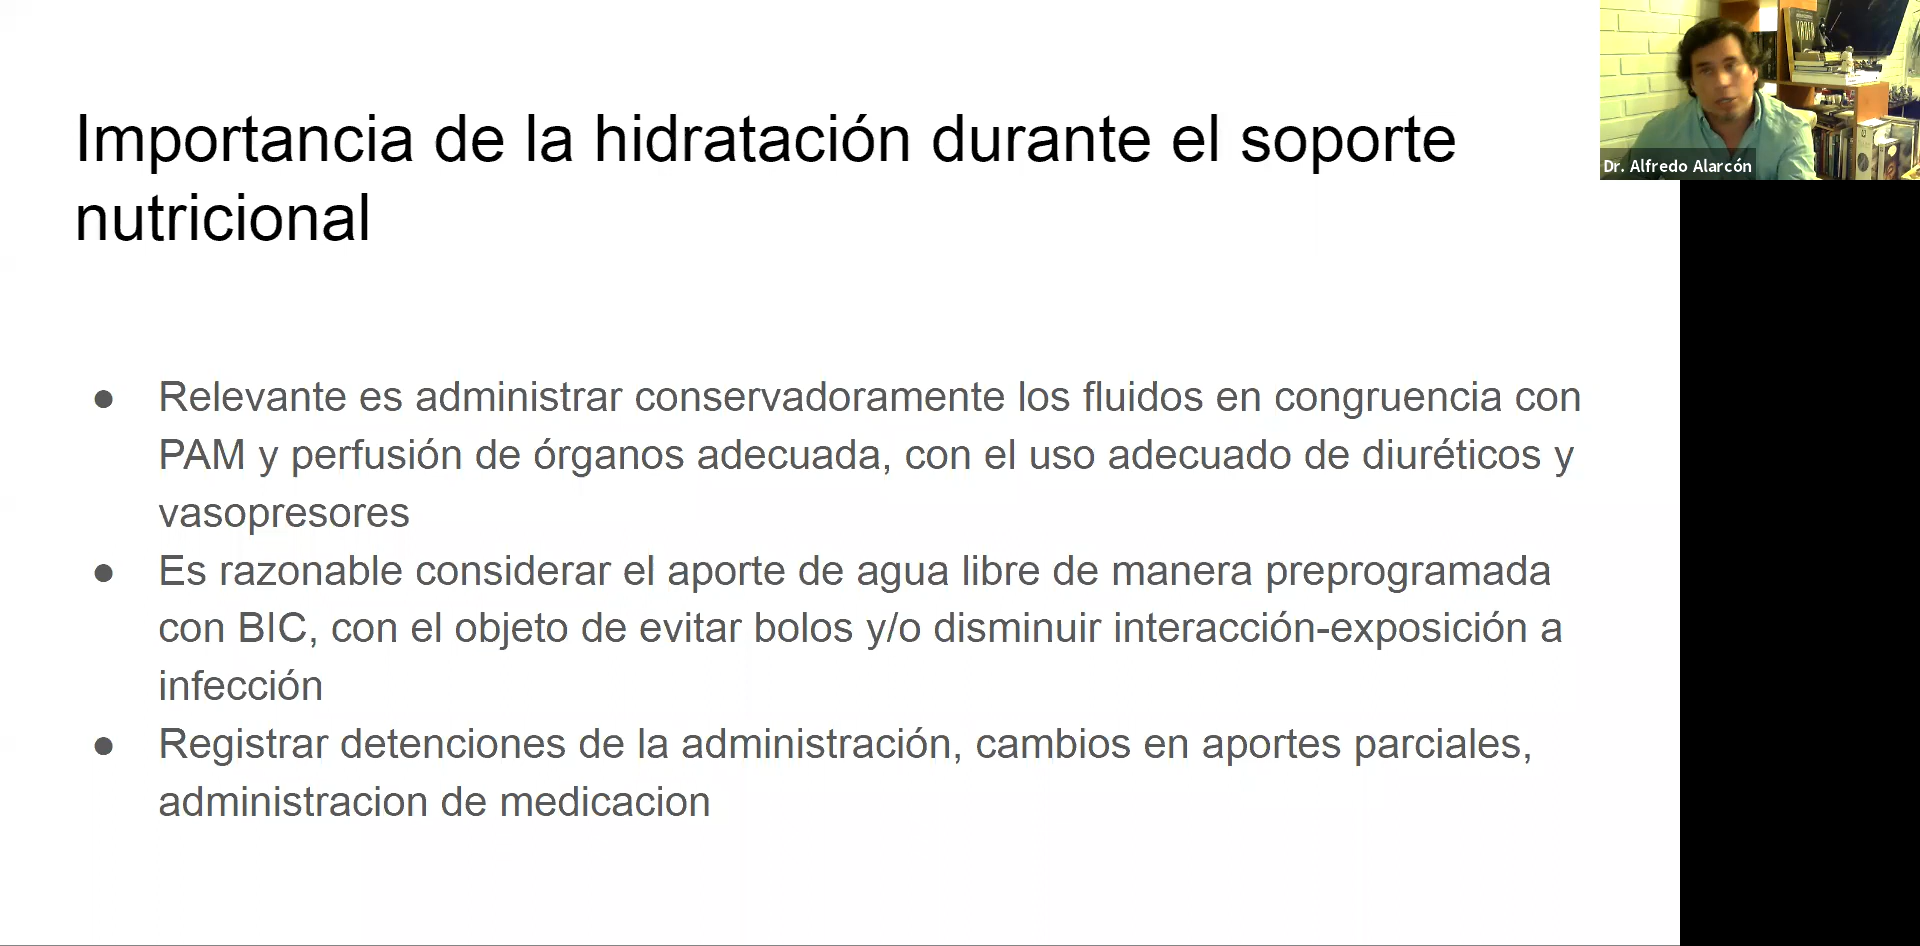 Importancia de la hidratación durante el soporte
nutricional
● Relevante es administrar conservadoramente los fluidos en congruencia con
PAM y perfusión de órganos adecuada, con el uso adecuado de diuréticos y
vasopresores
● Es razonable considerar el aporte de agua libre de manera preprogramada
con BIC, con el objeto de evitar bolos y/o disminuir interacción-exposición a
infección
● Registrar detenciones de la administración, cambios en aportes parciales,
administracion de medicacion
Dr. Alfredo Alarcón